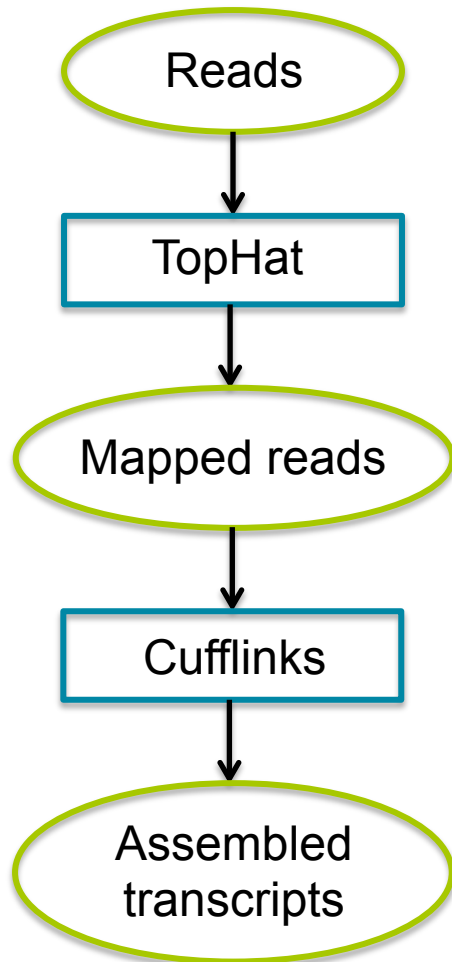 Reads
TopHat
Mapped reads
Cufflinks
Assembled
transcripts